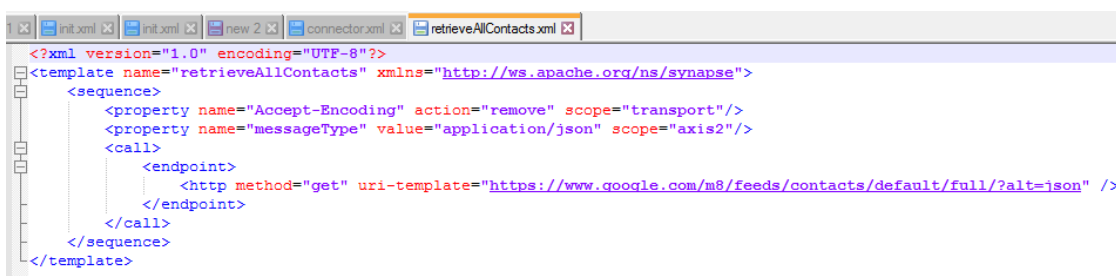 1 init.xml init.xml new 2 connector.xml retrieveAllContacts.xml
<?xml version="1.0" encoding="UTF-8"?>
<template name="retrieveAllContacts" xmlns="http://ws.apache.org/ns/synapse">
<sequence>
<property name="Accept-Encoding" action="remove" scope="transport"/>
<property name="messageType" value="application/json" scope="axis2"/>
<call>
<endpoint>
<http method="get" uri-template="https://www.google.com/m8/feeds/contacts/default/full/?alt=json" />
</endpoint>
</call>
</sequence>
</template>